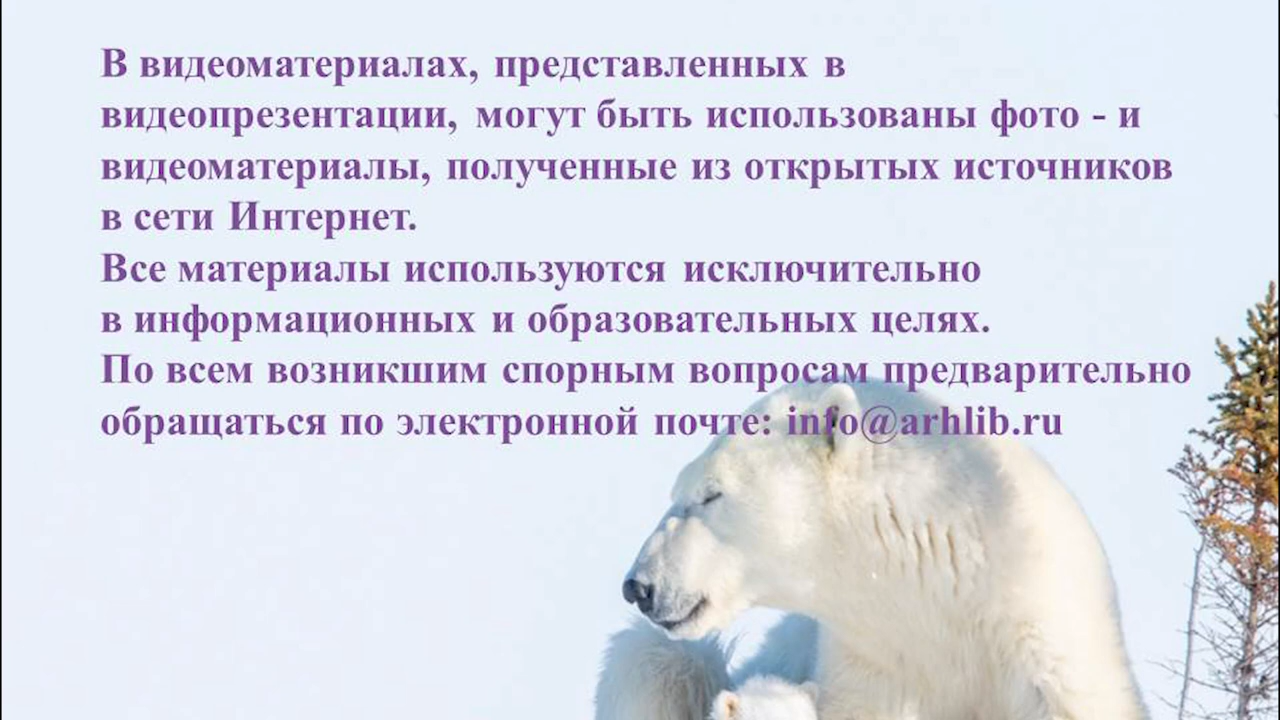 В видеоматериалах, представленных в
видеопрезентации, могут быть использованы фото - и
видеоматериалы, полученные из открытых источников
в сети Интернет.
Все материалы используются исключительно
в информационных и образовательных целях.
По всем возникшим спорным вопросам предварительно
обращаться по электронной почте: info@arhlib.ru